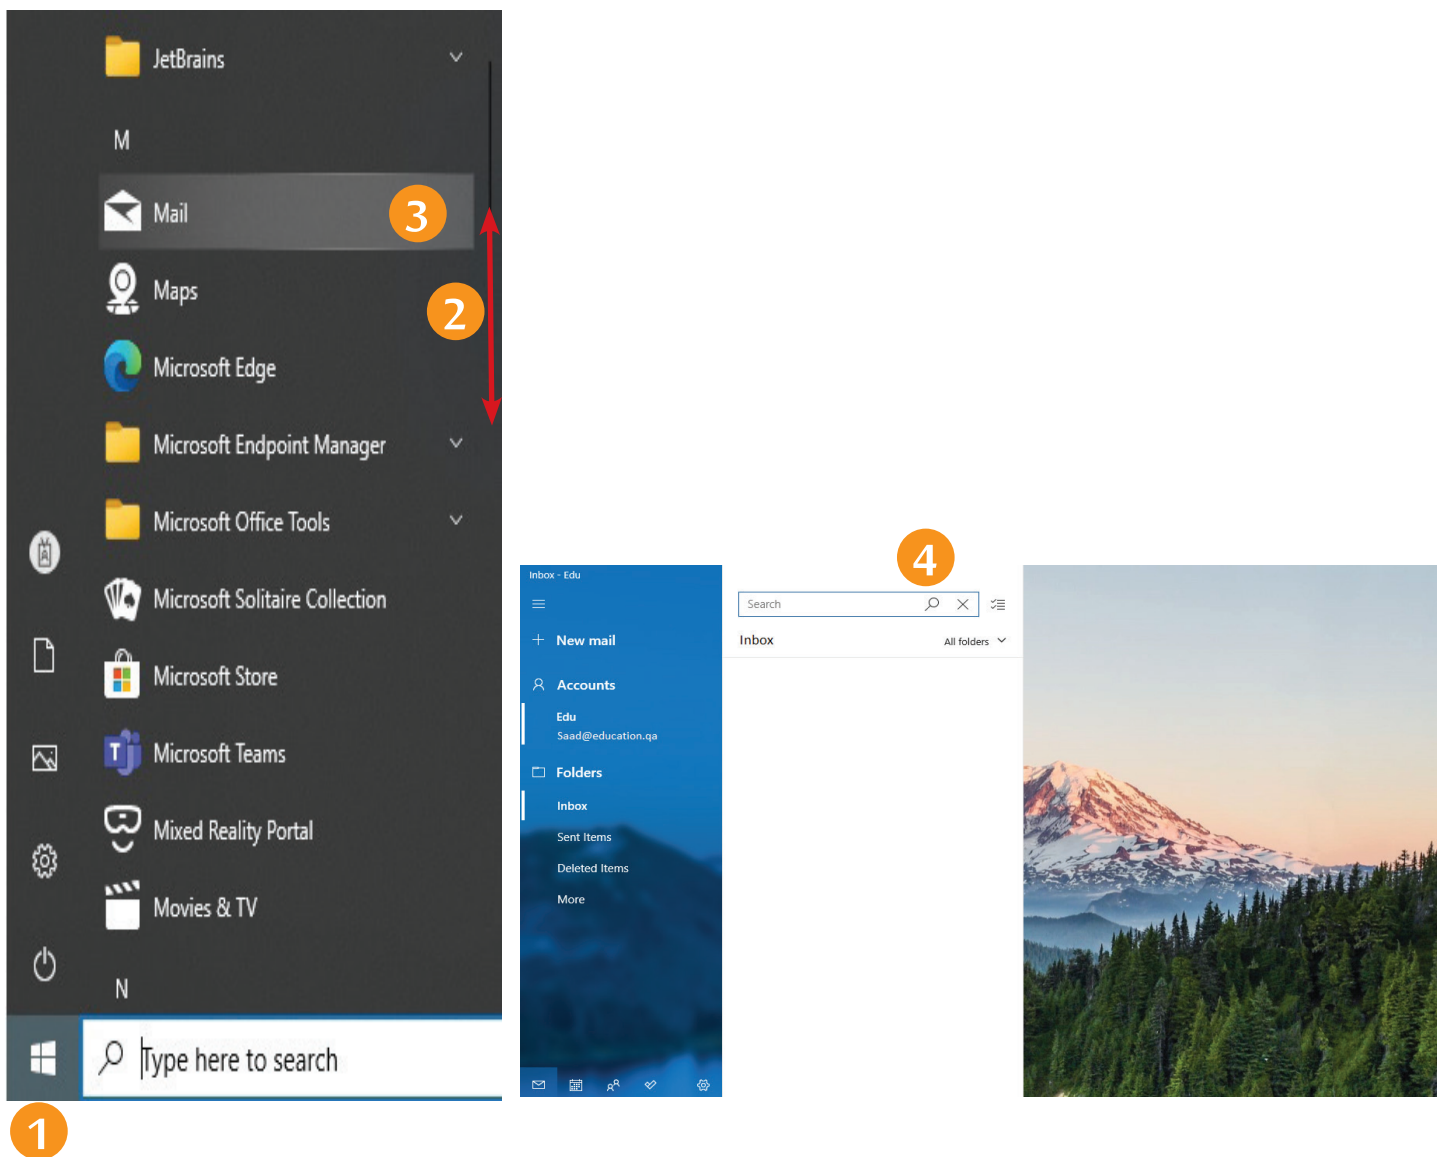 JetBrains
M
Mail
3
Maps
2
Microsoft Edge
Microsoft Endpoint Manager
Microsoft Office Tools
Microsoft Solitaire Collection
Microsoft Store
Microsoft Teams
Mixed Reality Portal
Movies & TV
N
Type here to search
1
4
Inbox - Edu
New mail
Accounts
Edu
Saad@education.qa
Folders
Inbox
Sent Items
Deleted Items
More
Search
Inbox All folders